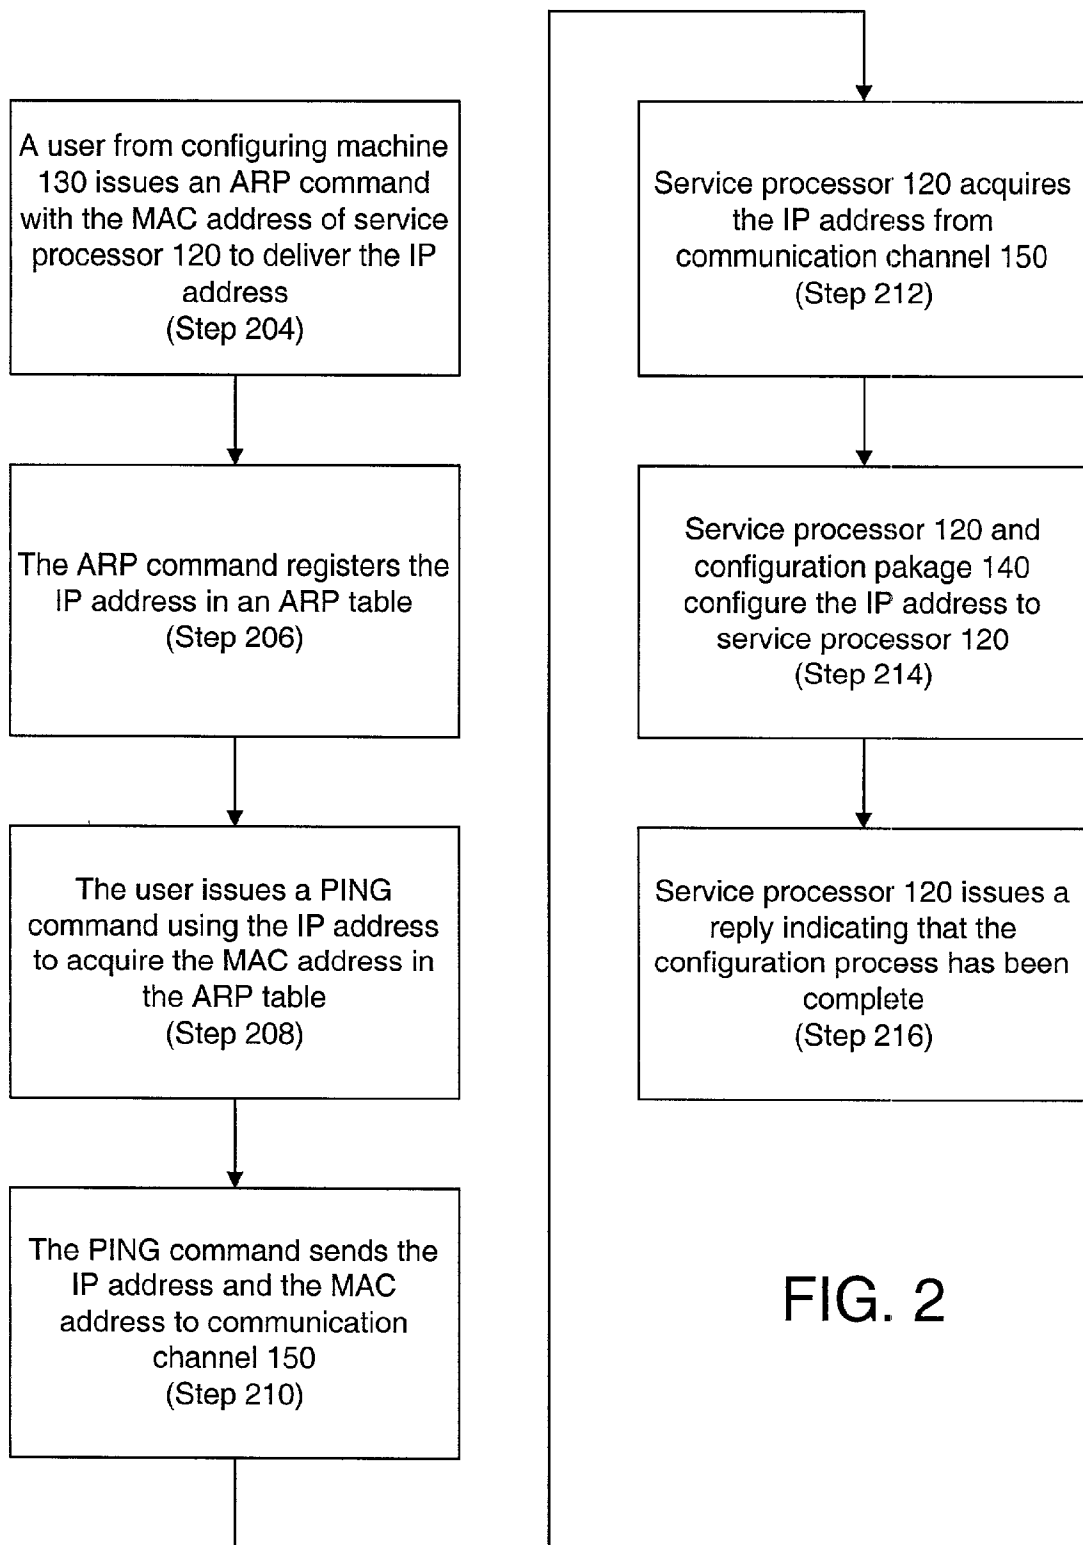 A user from configuring machine
130 issues an ARP command
with the MAC address of service
processor 120 to deliver the IP
address
(Step 204)
The ARP command registers the
IP address in an ARP table
(Step 206)
The user issues a PING
command using the IP address
to acquire the MAC address in
the ARP table
(Step 208)
The PING command sends the
IP address and the MAC
address to communication
channel 150
(Step 210)
Service processor 120 acquires
the IP address from
communication channel 150
(Step 212)
Service processor 120 and
configuration pakage 140
configure the IP address to
service processor 120
(Step 214)
Service processor 120 issues a
reply indicating that the
configuration process has been
complete
(Step 216)
FIG. 2